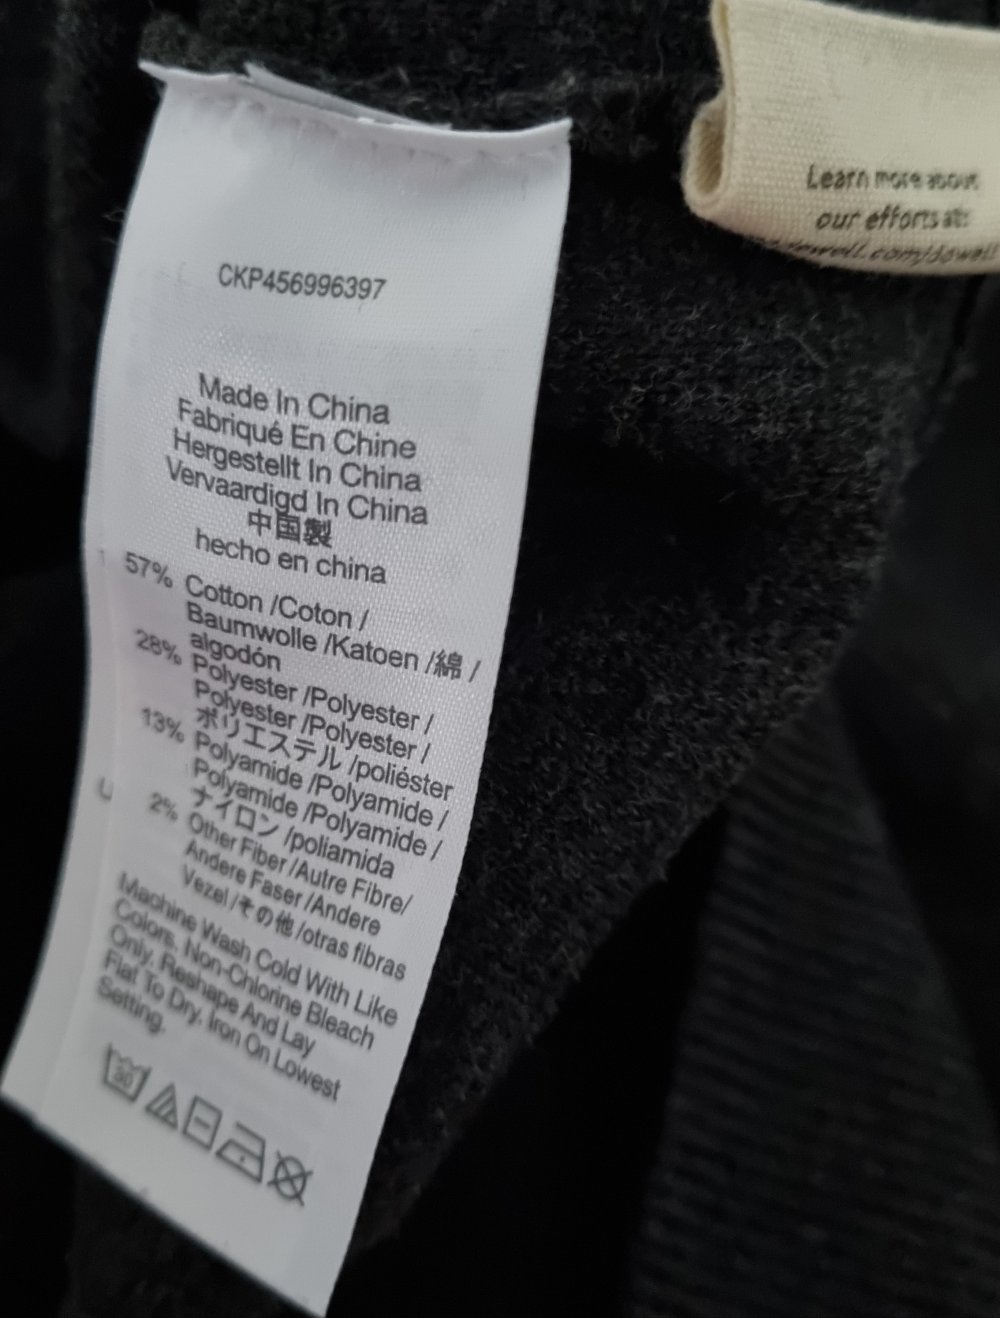 CKP456996397
Made In China
Fabriqué En Chine
Hergestellt In China
Vervaardigd In China
中国製
hecho en china
57% Cotton /Coton /
Baumwolle /Katoen /綿 /
algodón
28% Polyester /Polyester /
Polyester /Polyester /
ポリエステル /poliéster
13% Polyamide /Polyamide /
Polyamide /Polyamide /
ナイロン /poliamida
2% Other Fiber /Autre Fibre/
Andere Faser /Andere
Vezel /その他 /otras fibras
Machine Wash Cold With Like
Colors. Non-Chlorine Bleach
Only. Reshape And Lay
Flat To Dry. Iron On Lowest
Setting.
30
Learn more about
our efforts at: